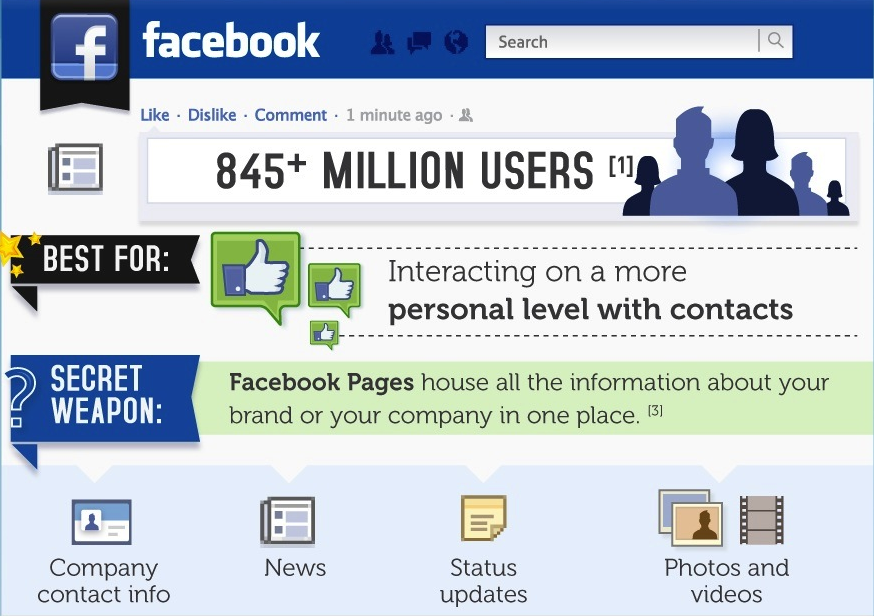 f facebook
Search
Like · Dislike · Comment · 1 minute ago ·
845+ MILLION USERS [1]
BEST FOR:
Interacting on a more
personal level with contacts
SECRET
WEAPON:
Facebook Pages house all the information about your
brand or your company in one place. [3]
?
Company
contact info
News
Status
updates
Photos and
videos